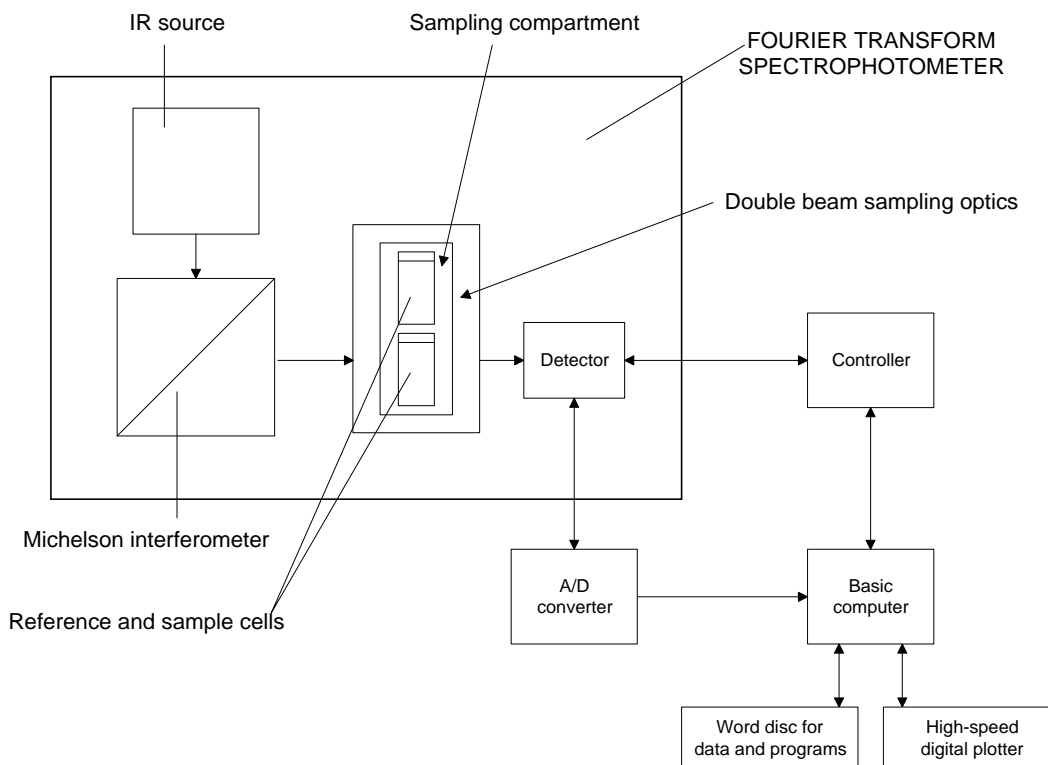 IR source
Sampling compartment
FOURIER TRANSFORM
SPECTROPHOTOMETER
Double beam sampling optics
Detector
Controller
Michelson interferometer
A/D
converter
Basic
computer
Reference and sample cells
Word disc for
data and programs
High-speed
digital plotter